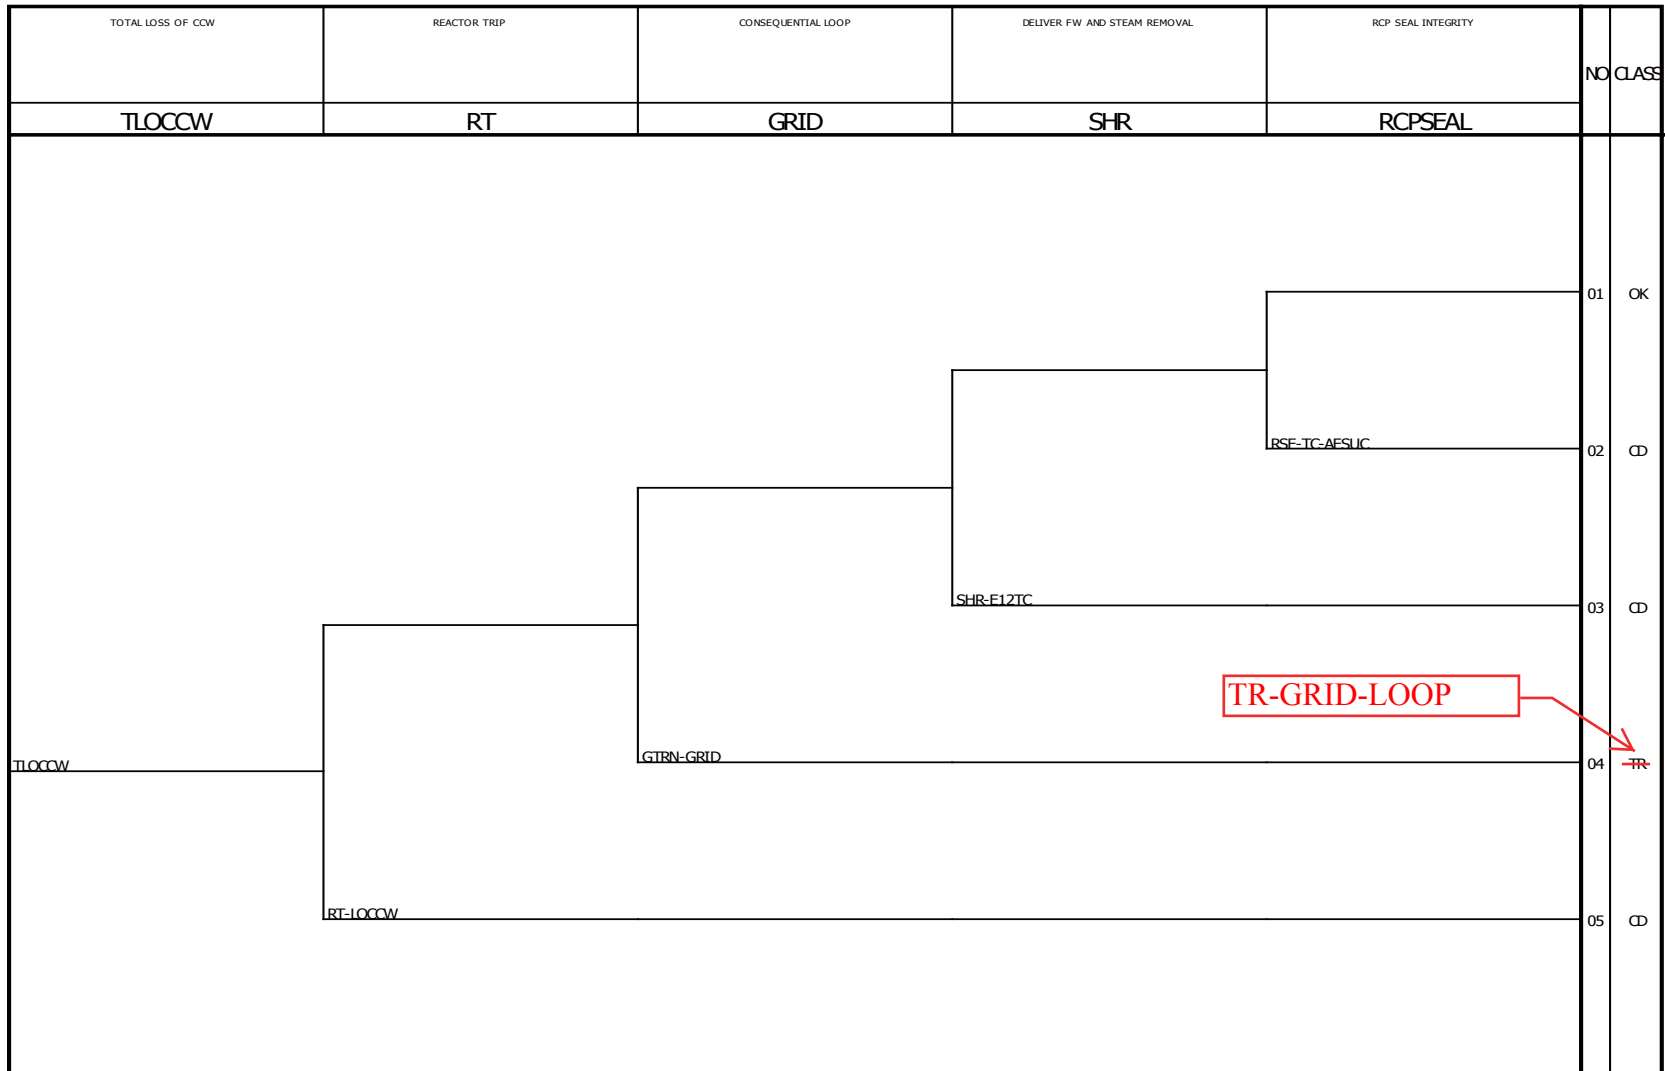 TOTAL LOSS OF CCW
REACTOR TRIP
CONSEQUENTIAL LOOP
DELIVER FW AND STEAM REMOVAL
RCP SEAL INTEGRITY
NO CLASS
TLOCCW
RT
GRID
SHR
RCPSEAL
01 OK
RSF-TC-AFSUC
02 CD
SHR-E12TC
03 CD
TR-GRID-LOOP
TLOCCW
GTRN-GRID
04 TR
RT-LOCCW
05 CD